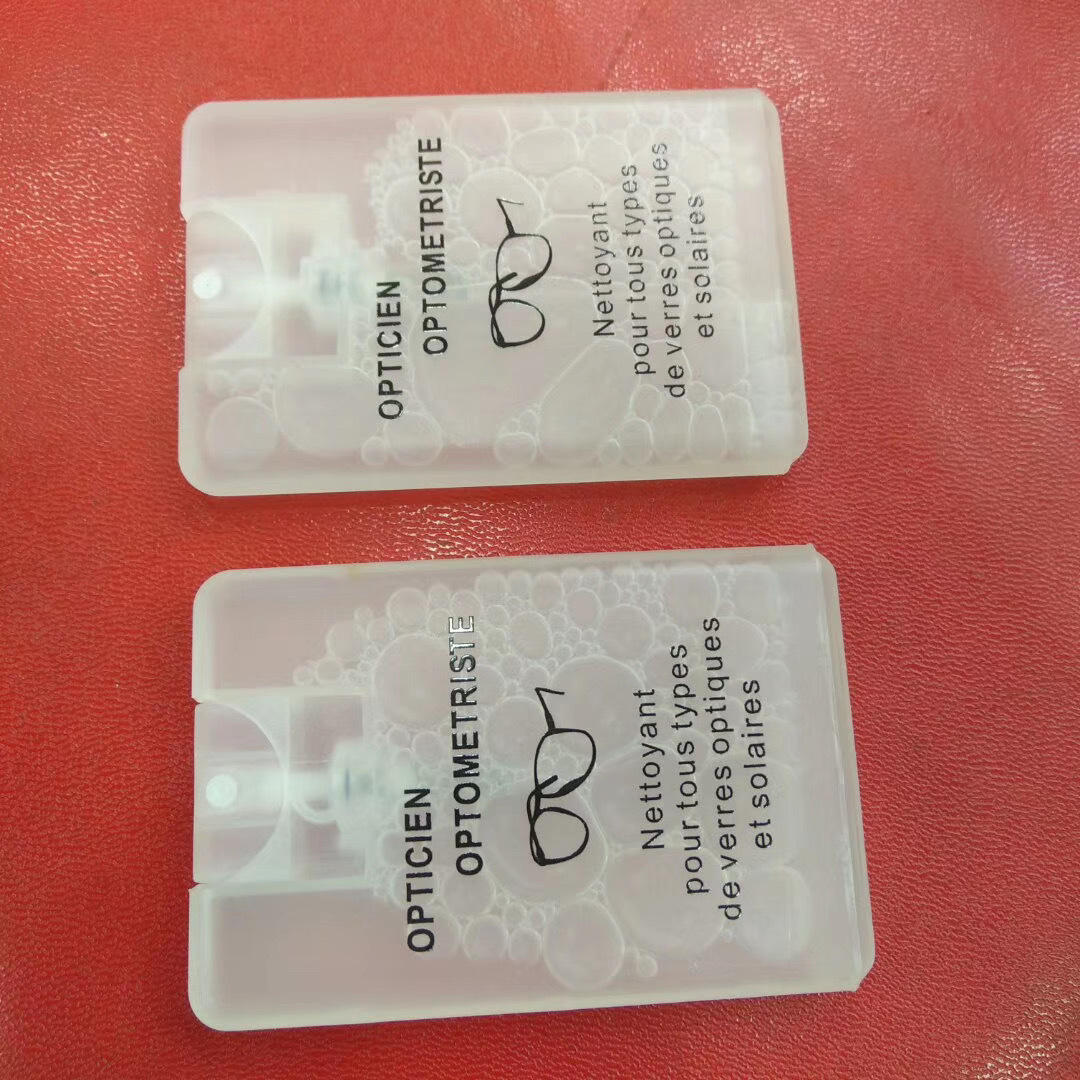 OPTICIEN
OPTOMETRISTE
Nettoyant
pour tous types
de verres optiques
et solaires
OPTICIEN
OPTOMETRISTE
Nettoyant
pour tous types
de verres optiques
et solaires